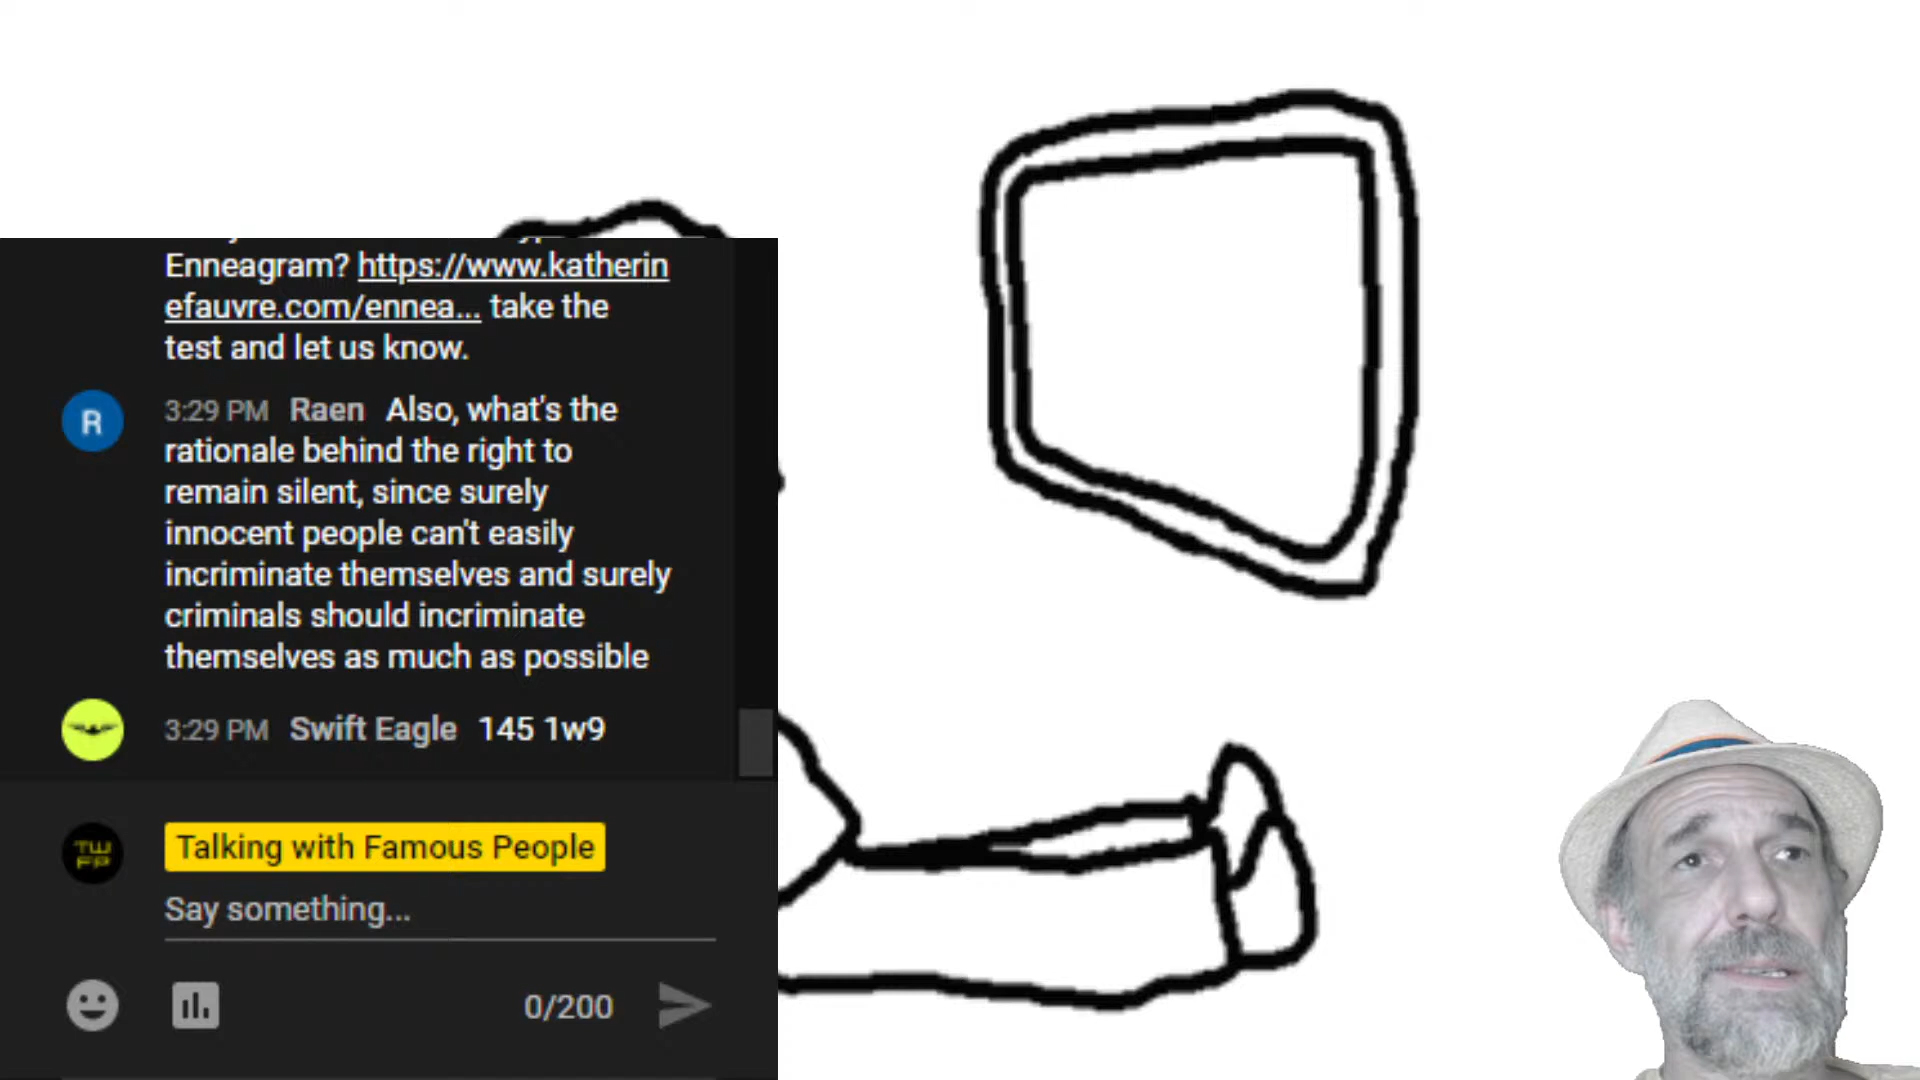 Enneagram? https://www.katherin
efauvre.com/ennea... take the
test and let us know.
R
3:29 PM Raen Also, what's the
rationale behind the right to
remain silent, since surely
innocent people can't easily
incriminate themselves and surely
criminals should incriminate
themselves as much as possible
3:29 PM Swift Eagle 145 1w9
TW
FP
Talking with Famous People
Say something...
0/200